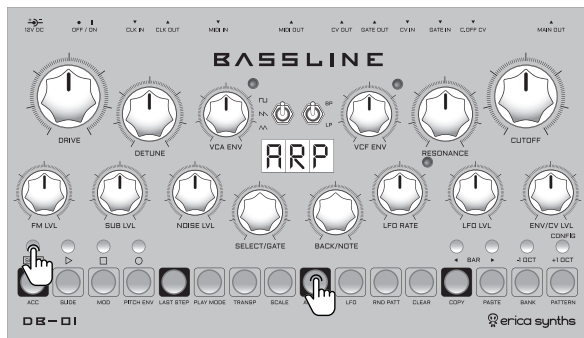 12V DC OFF / ON CLK IN CLK OUT MIDI IN MIDI OUT CV OUT GATE OUT CV IN GATE IN C.OFF CV MAIN OUT
BASSLINE
BP
LP
DRIVE DETUNE VCA ENV VCF ENV RESONANCE CUTOFF
ARP
FM LVL SUB LVL NOISE LVL SELECT/GATE BACK/NOTE LFO RATE LFO LVL ENV/CV LVL
CONFIG
BAR -1 OCT +1 OCT
ACC SLIDE MOD PITCH ENV LAST STEP PLAY MODE TRANSP SCALE LFO RND PATT CLEAR COPY PASTE BANK PATTERN
DB-01 erica synths